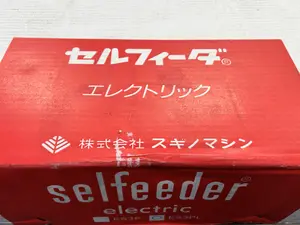 セルフィーダ®
エレクトリック
株式会社 スギノマシン
selfeeder®
electric